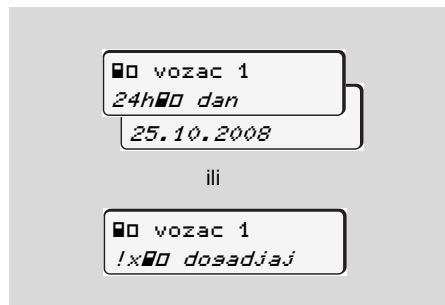 vozac 1
24h dan
25.10.2008
ili
vozac 1
!x dogadjaj